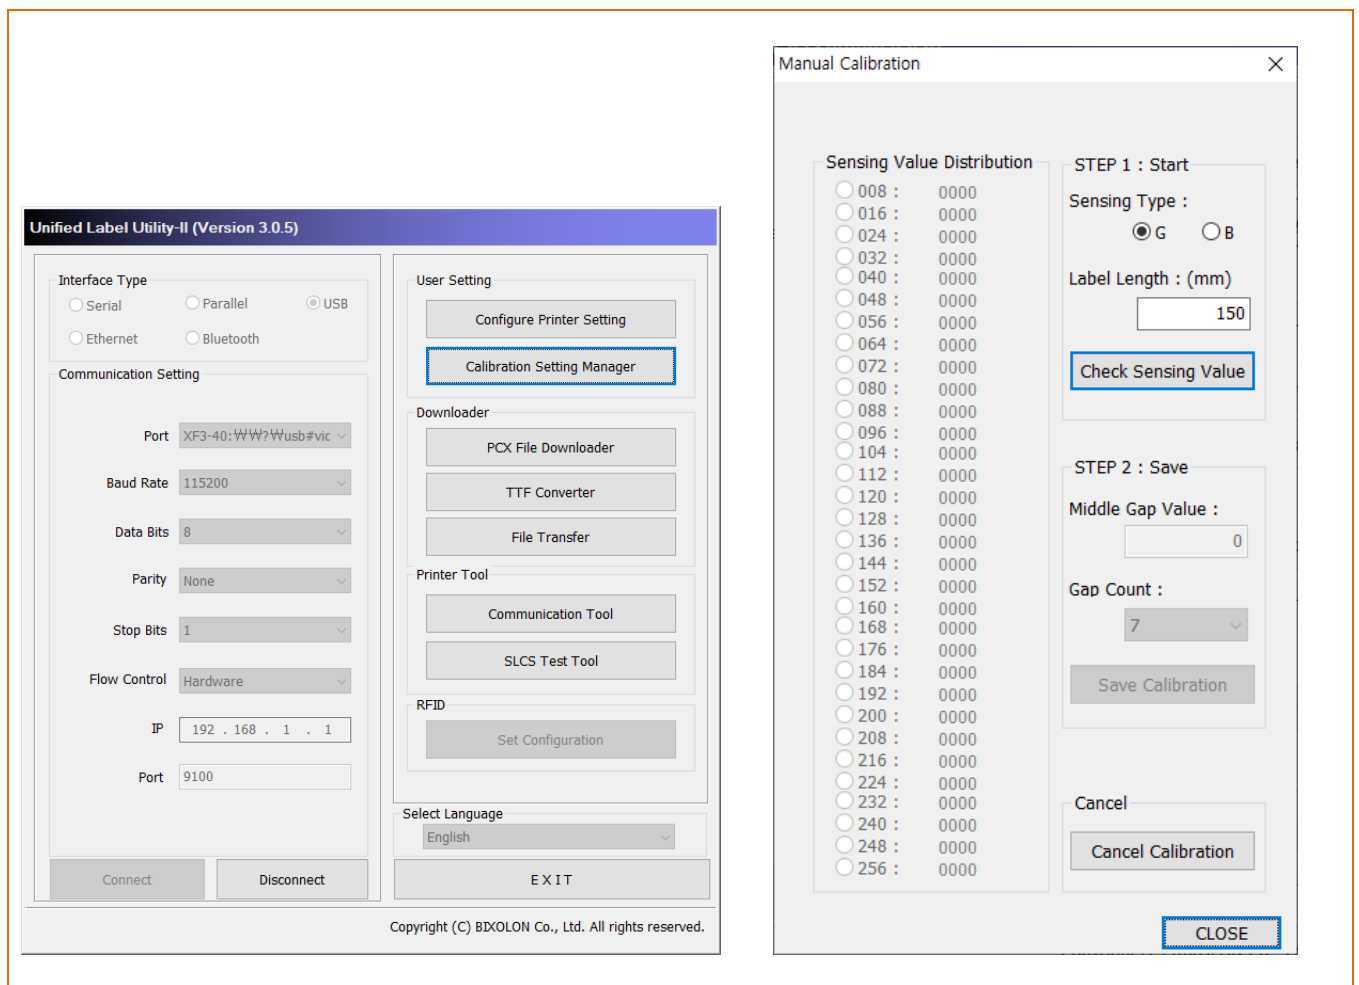 Unified Label Utility-II (Version 3.0.5)
Interface Type
Serial Parallel USB
Ethernet Bluetooth
Communication Setting
Port XF3-40:₩₩?₩usb#vic
Baud Rate 115200
Data Bits 8
Parity None
Stop Bits 1
Flow Control Hardware
IP 192 . 168 . 1 . 1
Port 9100
Connect Disconnect
User Setting
Configure Printer Setting
Calibration Setting Manager
Downloader
PCX File Downloader
TTF Converter
File Transfer
Printer Tool
Communication Tool
SLCS Test Tool
RFID
Set Configuration
Select Language
English
E X I T
Copyright (C) BIXOLON Co., Ltd. All rights reserved.
Manual Calibration
Sensing Value Distribution
008 : 0000
016 : 0000
024 : 0000
032 : 0000
040 : 0000
048 : 0000
056 : 0000
064 : 0000
072 : 0000
080 : 0000
088 : 0000
096 : 0000
104 : 0000
112 : 0000
120 : 0000
128 : 0000
136 : 0000
144 : 0000
152 : 0000
160 : 0000
168 : 0000
176 : 0000
184 : 0000
192 : 0000
200 : 0000
208 : 0000
216 : 0000
224 : 0000
232 : 0000
240 : 0000
248 : 0000
256 : 0000
STEP 1 : Start
Sensing Type :
G B
Label Length : (mm)
150
Check Sensing Value
STEP 2 : Save
Middle Gap Value :
0
Gap Count :
7
Save Calibration
Cancel
Cancel Calibration
CLOSE